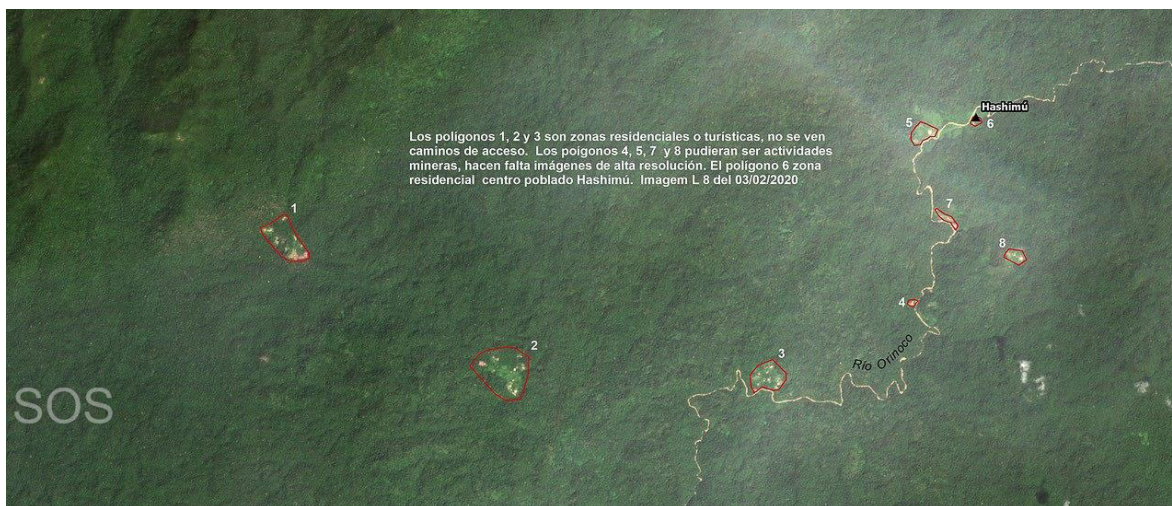 Hashimú
5
6
Los polígonos 1, 2 y 3 son zonas residenciales o turísticas, no se ven
caminos de acceso. Los poígonos 4, 5, 7 y 8 pudieran ser actividades
mineras, hacen falta imágenes de alta resolución. El polígono 6 zona
residencial centro poblado Hashimú. Imagem L 8 del 03/02/2020
7
1
8
4
2
3
Río Orinoco
SOS